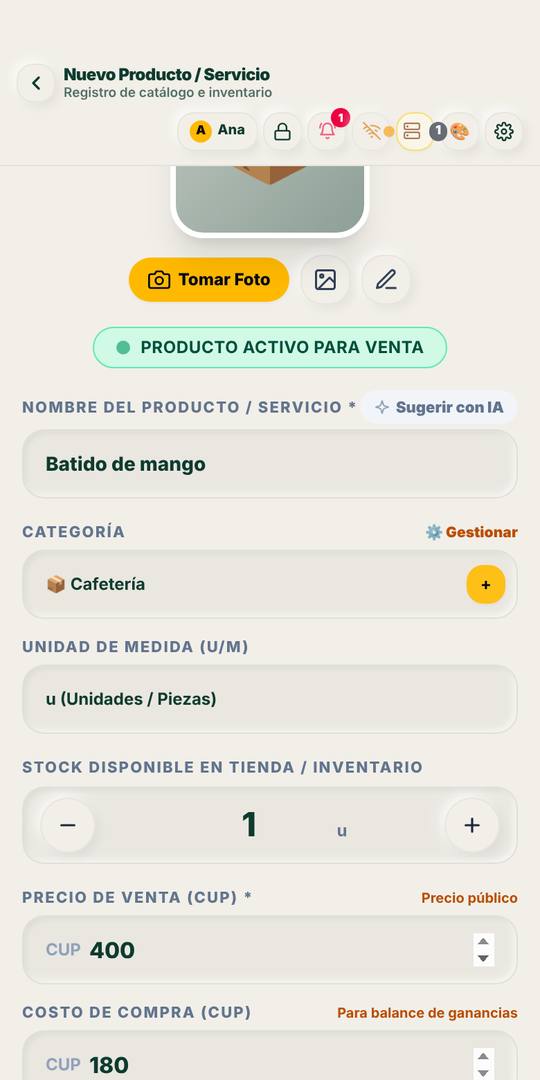 Nuevo Producto / Servicio
Registro de catálogo e inventario
A Ana
1
1
Tomar Foto
PRODUCTO ACTIVO PARA VENTA
NOMBRE DEL PRODUCTO / SERVICIO * Sugerir con IA
Batido de mango
CATEGORÍA Gestionar
Cafetería +
UNIDAD DE MEDIDA (U/M)
u (Unidades / Piezas)
STOCK DISPONIBLE EN TIENDA / INVENTARIO
− 1 u +
PRECIO DE VENTA (CUP) * Precio público
CUP 400
COSTO DE COMPRA (CUP) Para balance de ganancias
CUP 180